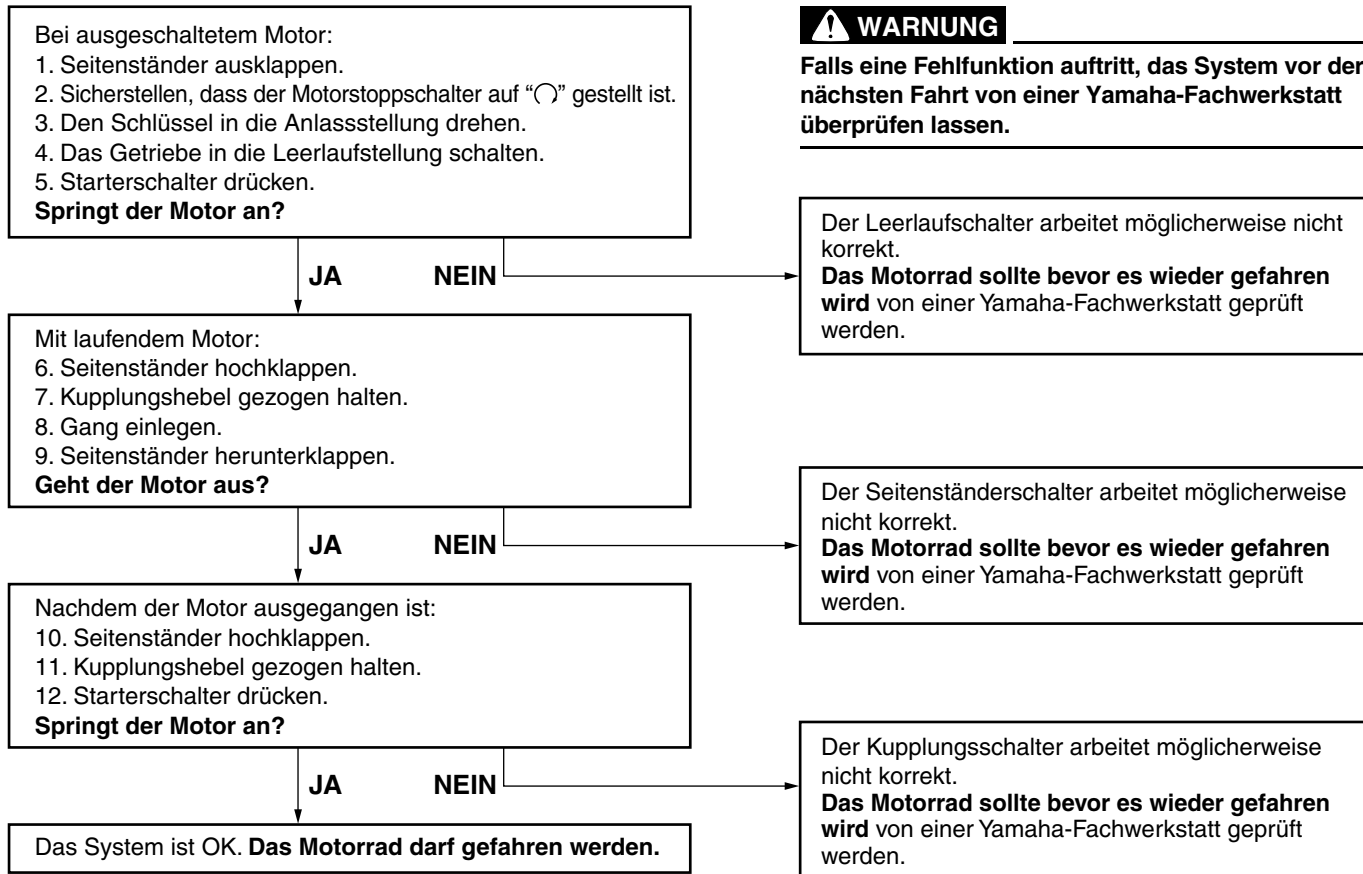 Bei ausgeschaltetem Motor:
1. Seitenständer ausklappen.
2. Sicherstellen, dass der Motorstoppschalter auf “○” gestellt ist.
3. Den Schlüssel in die Anlassstellung drehen.
4. Das Getriebe in die Leerlaufstellung schalten.
5. Starterschalter drücken.
Springt der Motor an?
WARNUNG
Falls eine Fehlfunktion auftritt, das System vor der
nächsten Fahrt von einer Yamaha-Fachwerkstatt
überprüfen lassen.
JA
NEIN
Der Leerlaufschalter arbeitet möglicherweise nicht
korrekt.
Das Motorrad sollte bevor es wieder gefahren
wird von einer Yamaha-Fachwerkstatt geprüft
werden.
Mit laufendem Motor:
6. Seitenständer hochklappen.
7. Kupplungshebel gezogen halten.
8. Gang einlegen.
9. Seitenständer herunterklappen.
Geht der Motor aus?
JA
NEIN
Der Seitenständerschalter arbeitet möglicherweise
nicht korrekt.
Das Motorrad sollte bevor es wieder gefahren
wird von einer Yamaha-Fachwerkstatt geprüft
werden.
Nachdem der Motor ausgegangen ist:
10. Seitenständer hochklappen.
11. Kupplungshebel gezogen halten.
12. Starterschalter drücken.
Springt der Motor an?
JA
NEIN
Der Kupplungsschalter arbeitet möglicherweise
nicht korrekt.
Das Motorrad sollte bevor es wieder gefahren
wird von einer Yamaha-Fachwerkstatt geprüft
werden.
Das System ist OK. Das Motorrad darf gefahren werden.